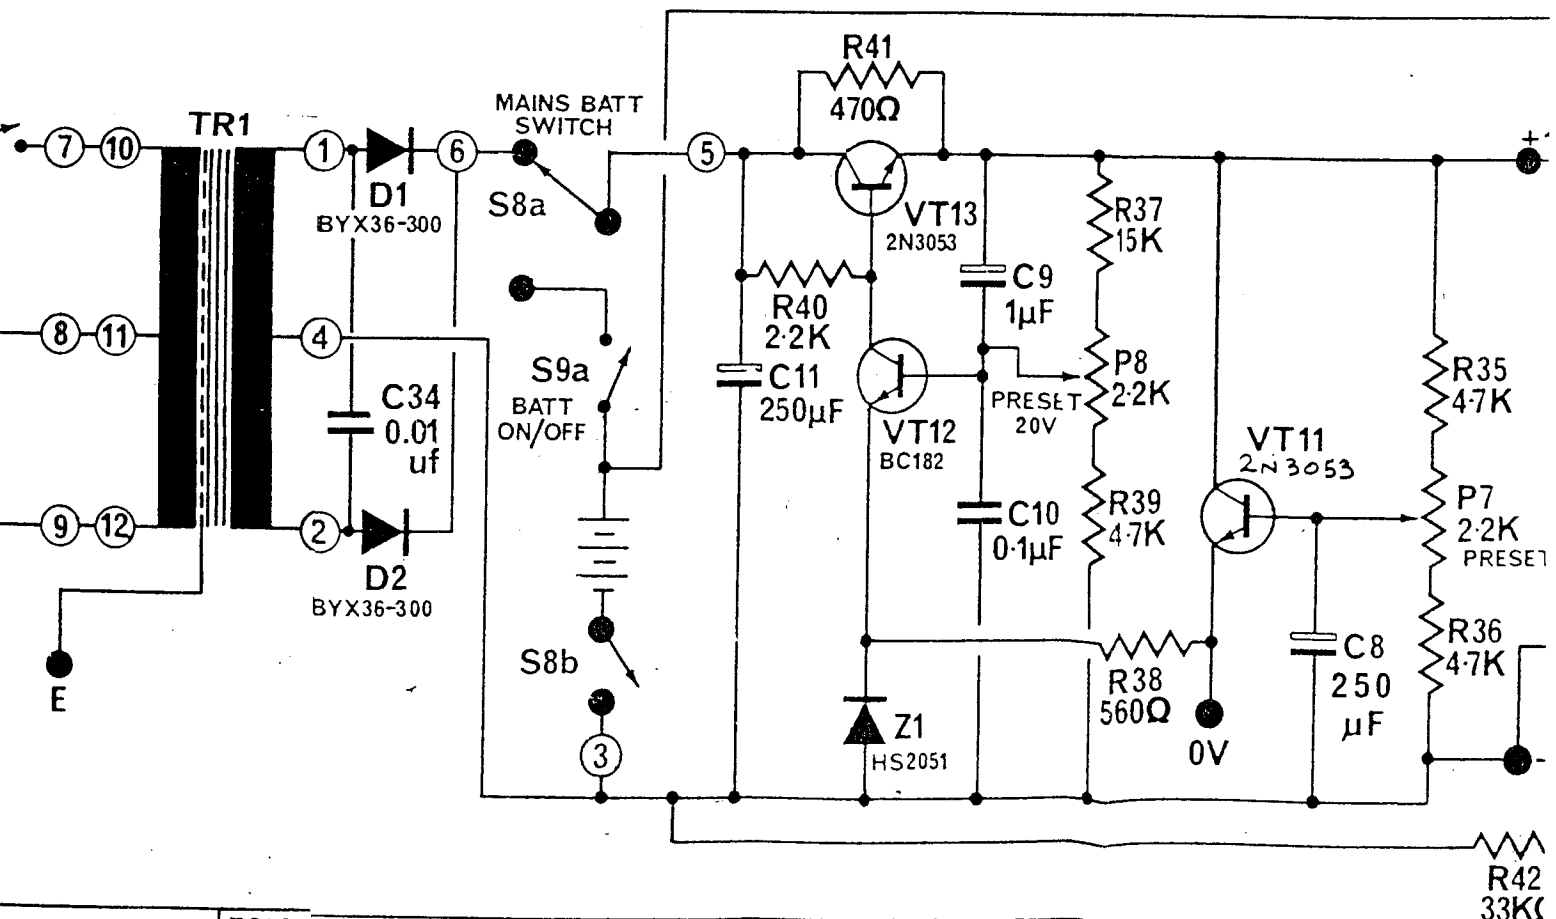 R41
470Ω
MAINS BATT
SWITCH
TR1
7
10
1
6
5
+
D1
BYX36-300
S8a
VT13
2N3053
R37
15K
C9
1µF
R40
2·2K
8
11
4
S9a
BATT
ON/OFF
C34
0.01
uf
C11
250µF
P8
2·2K
PRESET
20V
R35
4·7K
VT12
BC182
VT11
2N3053
9
12
2
C10
0·1µF
R39
4·7K
P7
2·2K
PRESET
D2
BYX36-300
S8b
E
R38
560Ω
C8
250
µF
R36
4·7K
Z1
HS2051
0V
3
-
R42